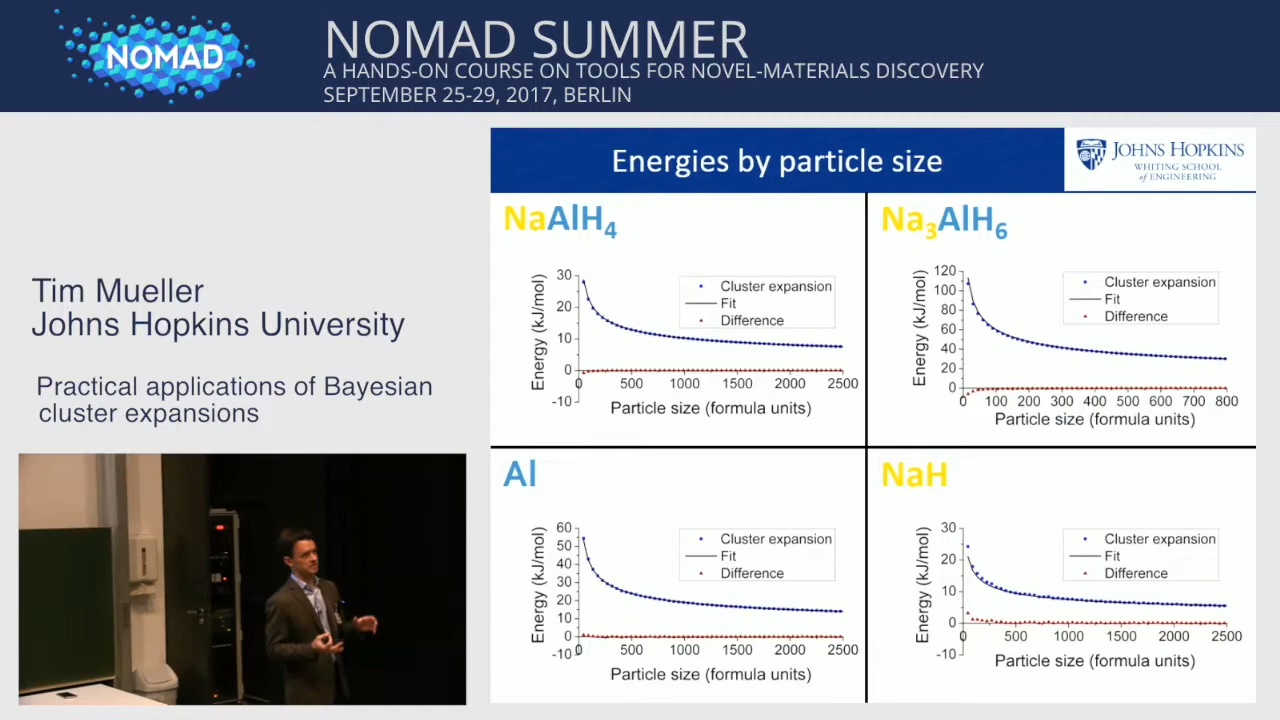 NOMAD
NOMAD SUMMER
A HANDS-ON COURSE ON TOOLS FOR NOVEL-MATERIALS DISCOVERY
SEPTEMBER 25-29, 2017, BERLIN
Tim Mueller
Johns Hopkins University
Practical applications of Bayesian
cluster expansions
Energies by particle size
JOHNS HOPKINS
WHITING SCHOOL
of ENGINEERING
NaAlH4
30
20
10
0
-10
Energy (kJ/mol)
Cluster expansion
Fit
Difference
0 500 1000 1500 2000 2500
Particle size (formula units)
Na3AlH6
120
100
80
60
40
20
0
Energy (kJ/mol)
Cluster expansion
Fit
Difference
0 100 200 300 400 500 600 700 800
Particle size (formula units)
Al
60
50
40
30
20
10
0
-10
Energy (kJ/mol)
Cluster expansion
Fit
Difference
0 500 1000 1500 2000 2500
Particle size (formula units)
NaH
30
20
10
0
-10
Energy (kJ/mol)
Cluster expansion
Fit
Difference
0 500 1000 1500 2000 2500
Particle size (formula units)